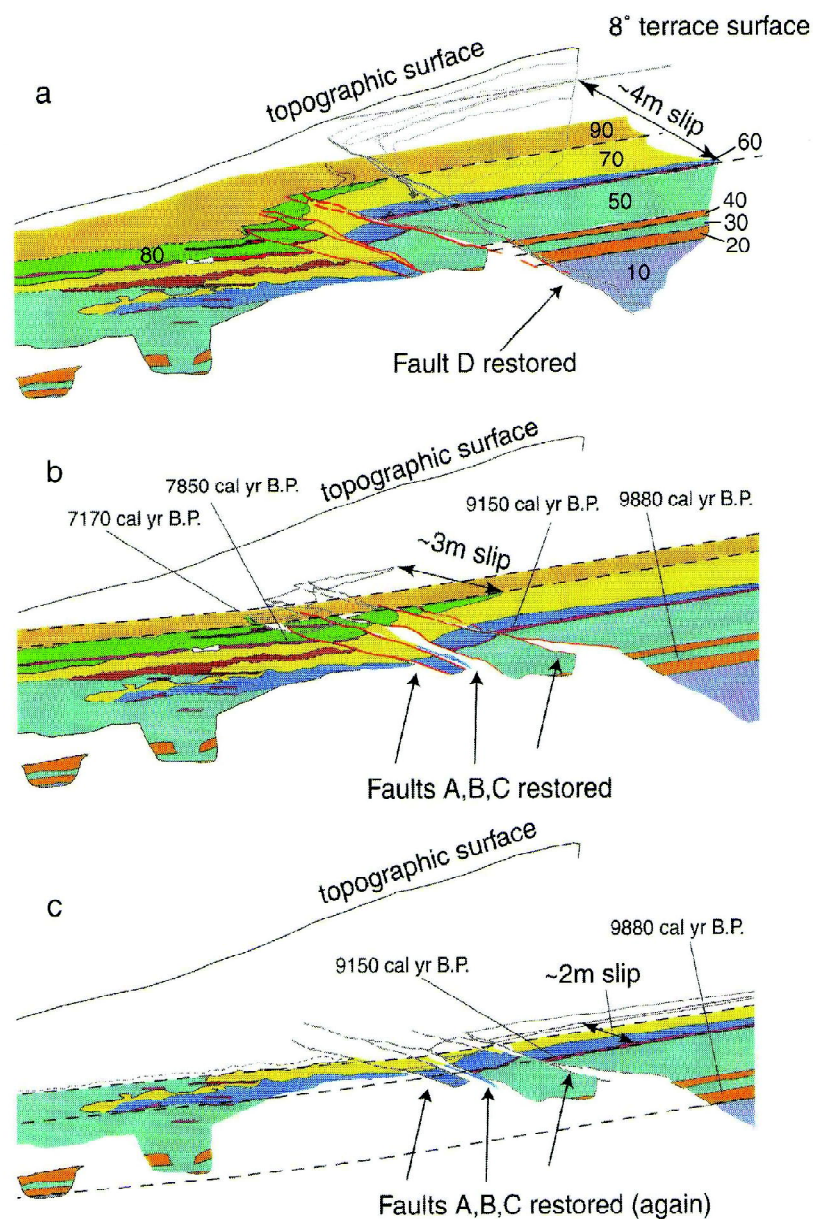 8° terrace surface
a
topographic surface
~4m slip
90
70
60
50
40
30
20
10
80
Fault D restored
b
topographic surface
7850 cal yr B.P.
7170 cal yr B.P.
9150 cal yr B.P.
9880 cal yr B.P.
~3m slip
Faults A,B,C restored
c
topographic surface
9880 cal yr B.P.
9150 cal yr B.P.
~2m slip
Faults A,B,C restored (again)